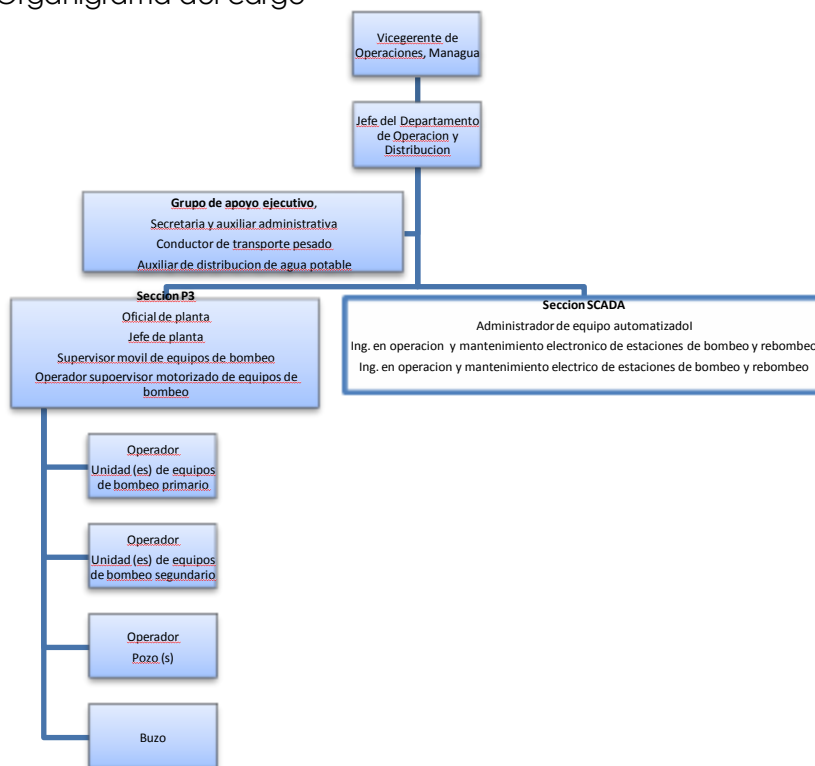 Organigrama del cargo
Vicegerente de
Operaciones, Managua
Jefe del Departamento
de Operacion y
Distribucion
Grupo de apoyo ejecutivo,
Secretaria y auxiliar administrativa
Conductor de transporte pesado
Auxiliar de distribucion de agua potable
Seccion P3
Oficial de planta
Jefe de planta
Supervisor movil de equipos de bombeo
Operador supoervisor motorizado de equipos de
bombeo
Seccion SCADA
Administrador de equipo automatizadoI
Ing. en operacion y mantenimiento electronico de estaciones de bombeo y rebombeo
Ing. en operacion y mantenimiento electrico de estaciones de bombeo y rebombeo
Operador
Unidad (es) de equipos
de bombeo primario
Operador
Unidad (es) de equipos
de bombeo segundario
Operador
Pozo (s)
Buzo